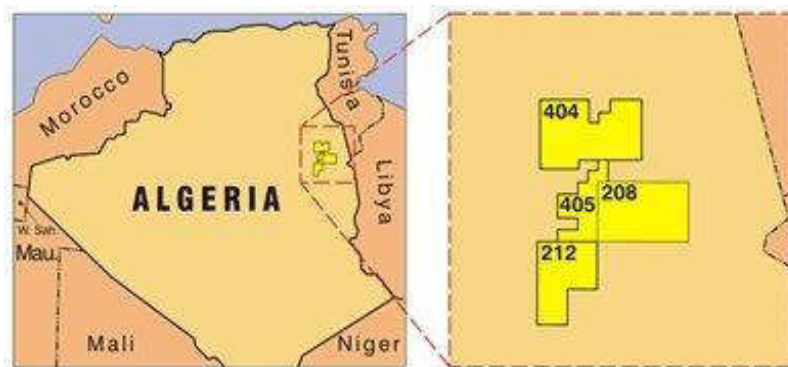 Morocco
Tunisia
ALGERIA
Libya
W. Sah.
Mau.
Mali
Niger
404
405
208
212